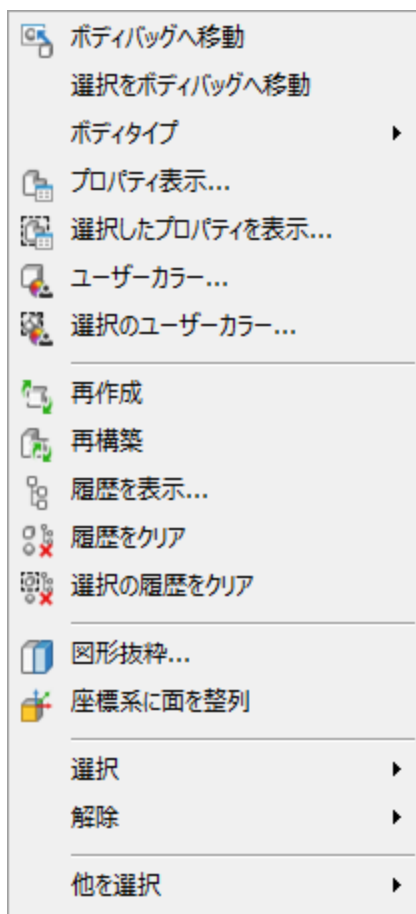 ボディバッグへ移動
選択をボディバッグへ移動
ボディタイプ
プロパティ表示...
選択したプロパティを表示...
ユーザーカラー...
選択のユーザーカラー...
再作成
再構築
履歴を表示...
履歴をクリア
選択の履歴をクリア
図形抜粋...
座標系に面を整列
選択
解除
他を選択